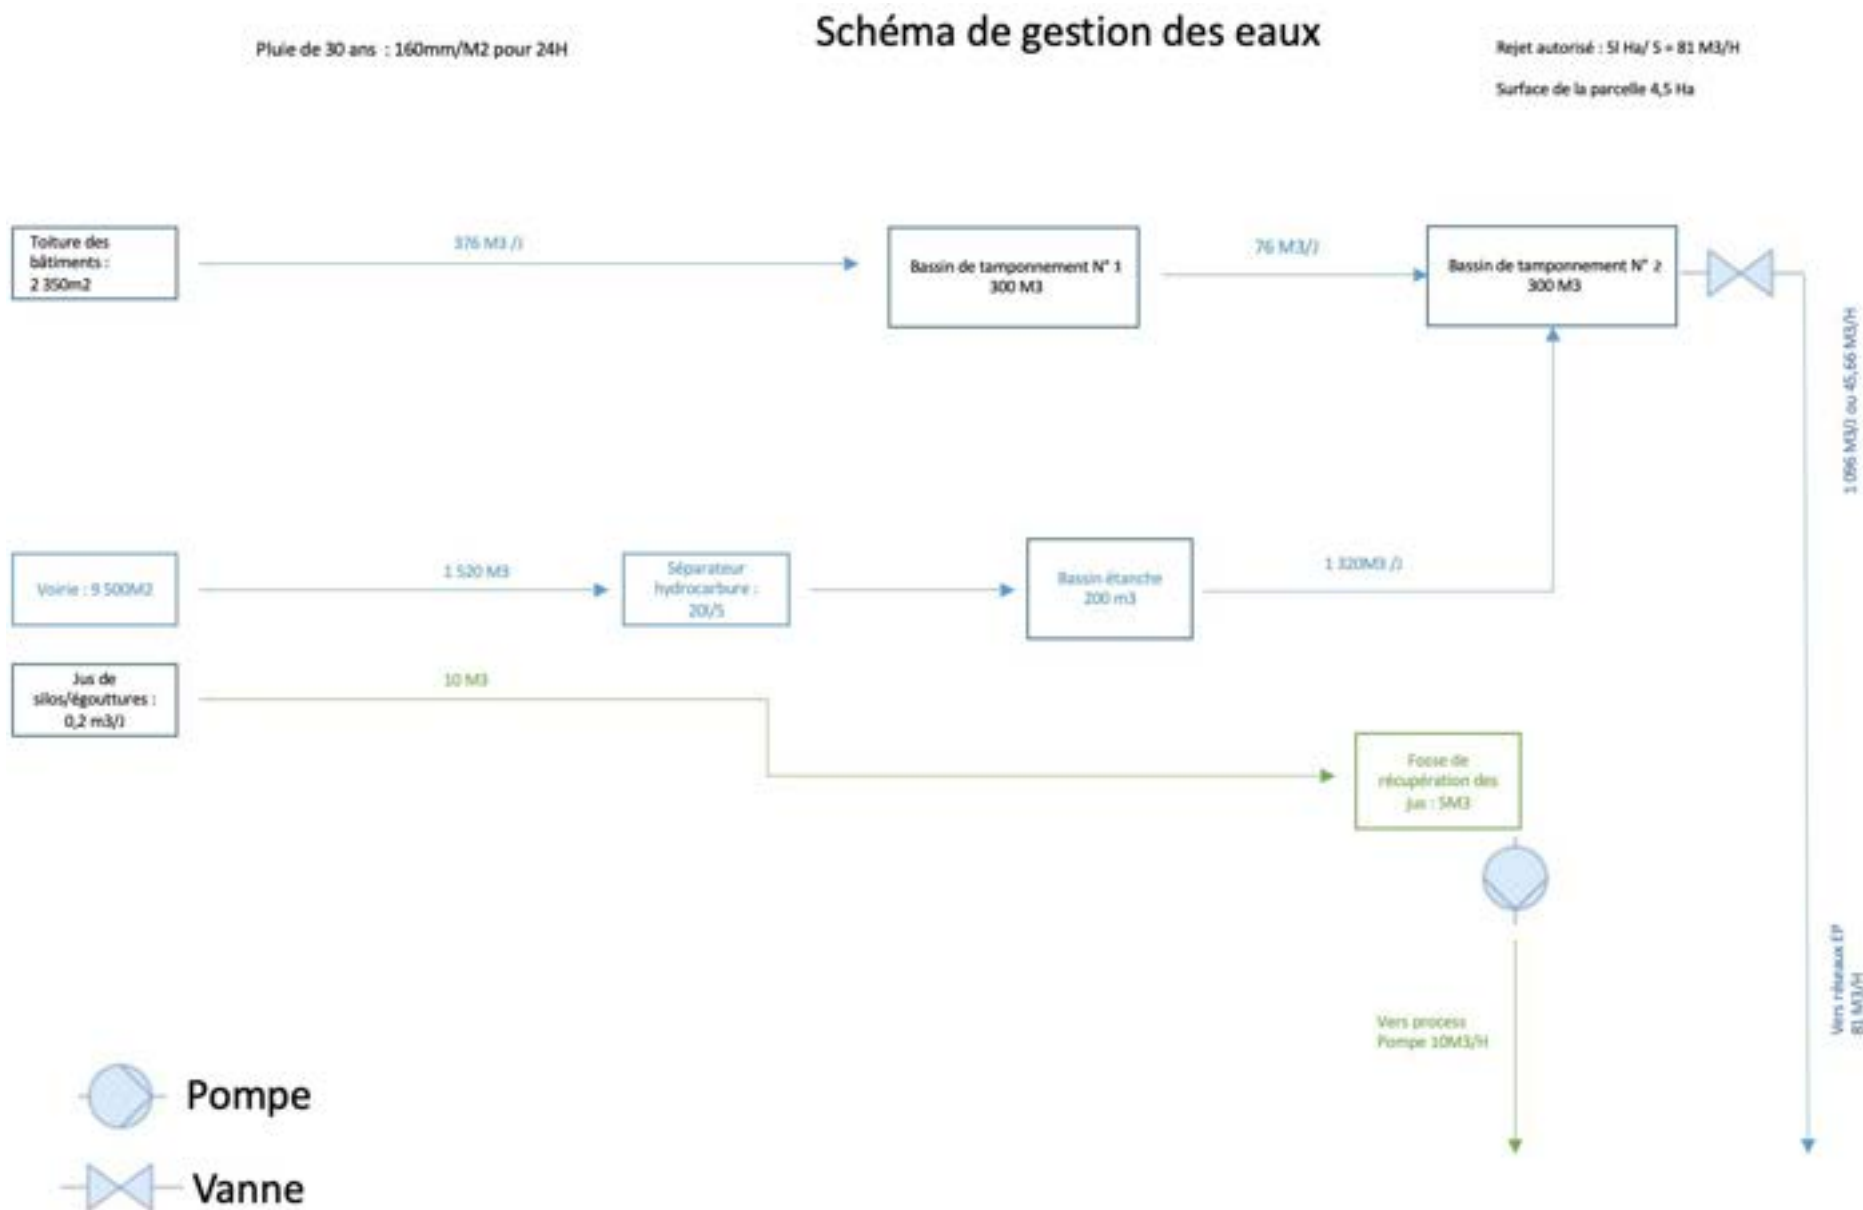 Schéma de gestion des eaux
Pluie de 30 ans : 160mm/M2 pour 24H
Rejet autorisé : 5l Ha/ S = 81 M3/H
Surface de la parcelle 4,5 Ha
Toiture des
bâtiments :
2 350m2
376 M3 /J
Bassin de tamponnement N° 1
300 M3
76 M3/J
Bassin de tamponnement N° 2
300 M3
1 096 M3/J ou 45,66 M3/H
Voirie : 9 500M2
1 520 M3
Séparateur
hydrocarbure :
20l/S
Bassin étanche
200 m3
1 320M3 /J
Jus de
silos/égouttures :
0,2 m3/J
10 M3
Fosse de
récupération des
jus : 5M3
Vers process
Pompe 10M3/H
Vers réseaux EP
81 M3/H
Pompe
Vanne